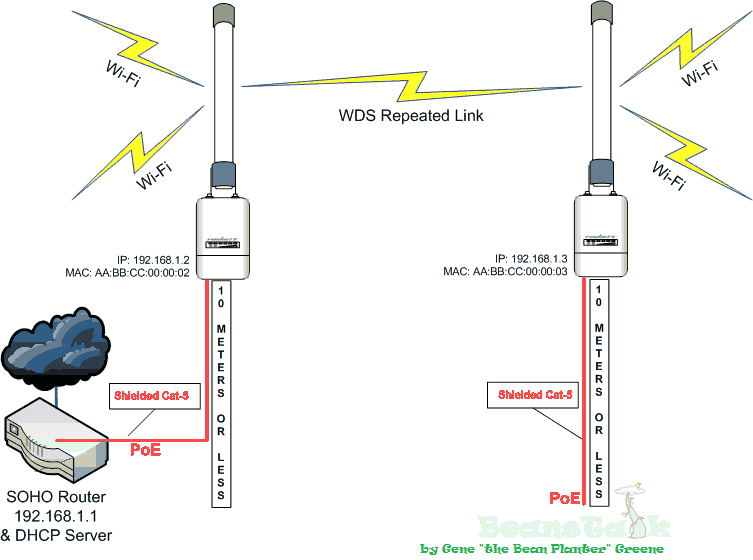 Wi-Fi
Wi-Fi
WDS Repeated Link
Wi-Fi
Wi-Fi
IP: 192.168.1.2
MAC: AA:BB:CC:00:00:02
IP: 192.168.1.3
MAC: AA:BB:CC:00:00:03
10 METERS OR LESS
10 METERS OR LESS
Shielded Cat-5
Shielded Cat-5
PoE
PoE
SOHO Router
192.168.1.1
& DHCP Server
BeansTalk
by Gene "the Bean Planter" Greene